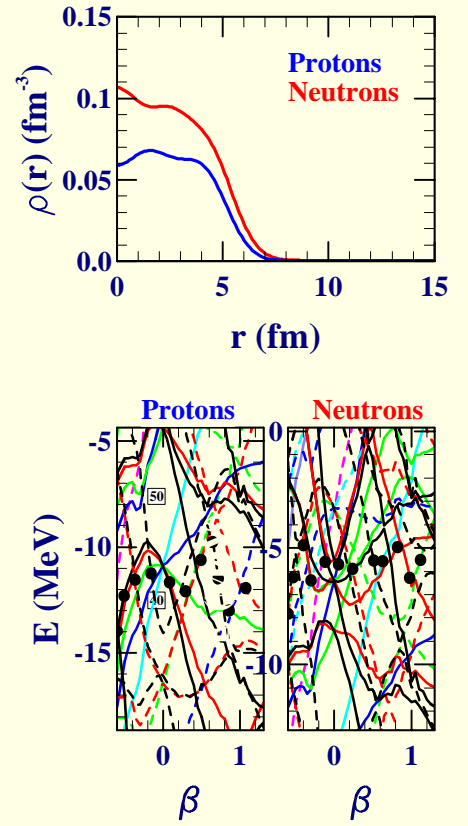 0.15
0.1
0.05
0.0
ρ(r) (fm⁻³)
Protons
Neutrons
0 5 10 15
r (fm)
Protons Neutrons
-5
-10
-15
E (MeV)
50
40
0
-5
-10
0 1 0 1
β β